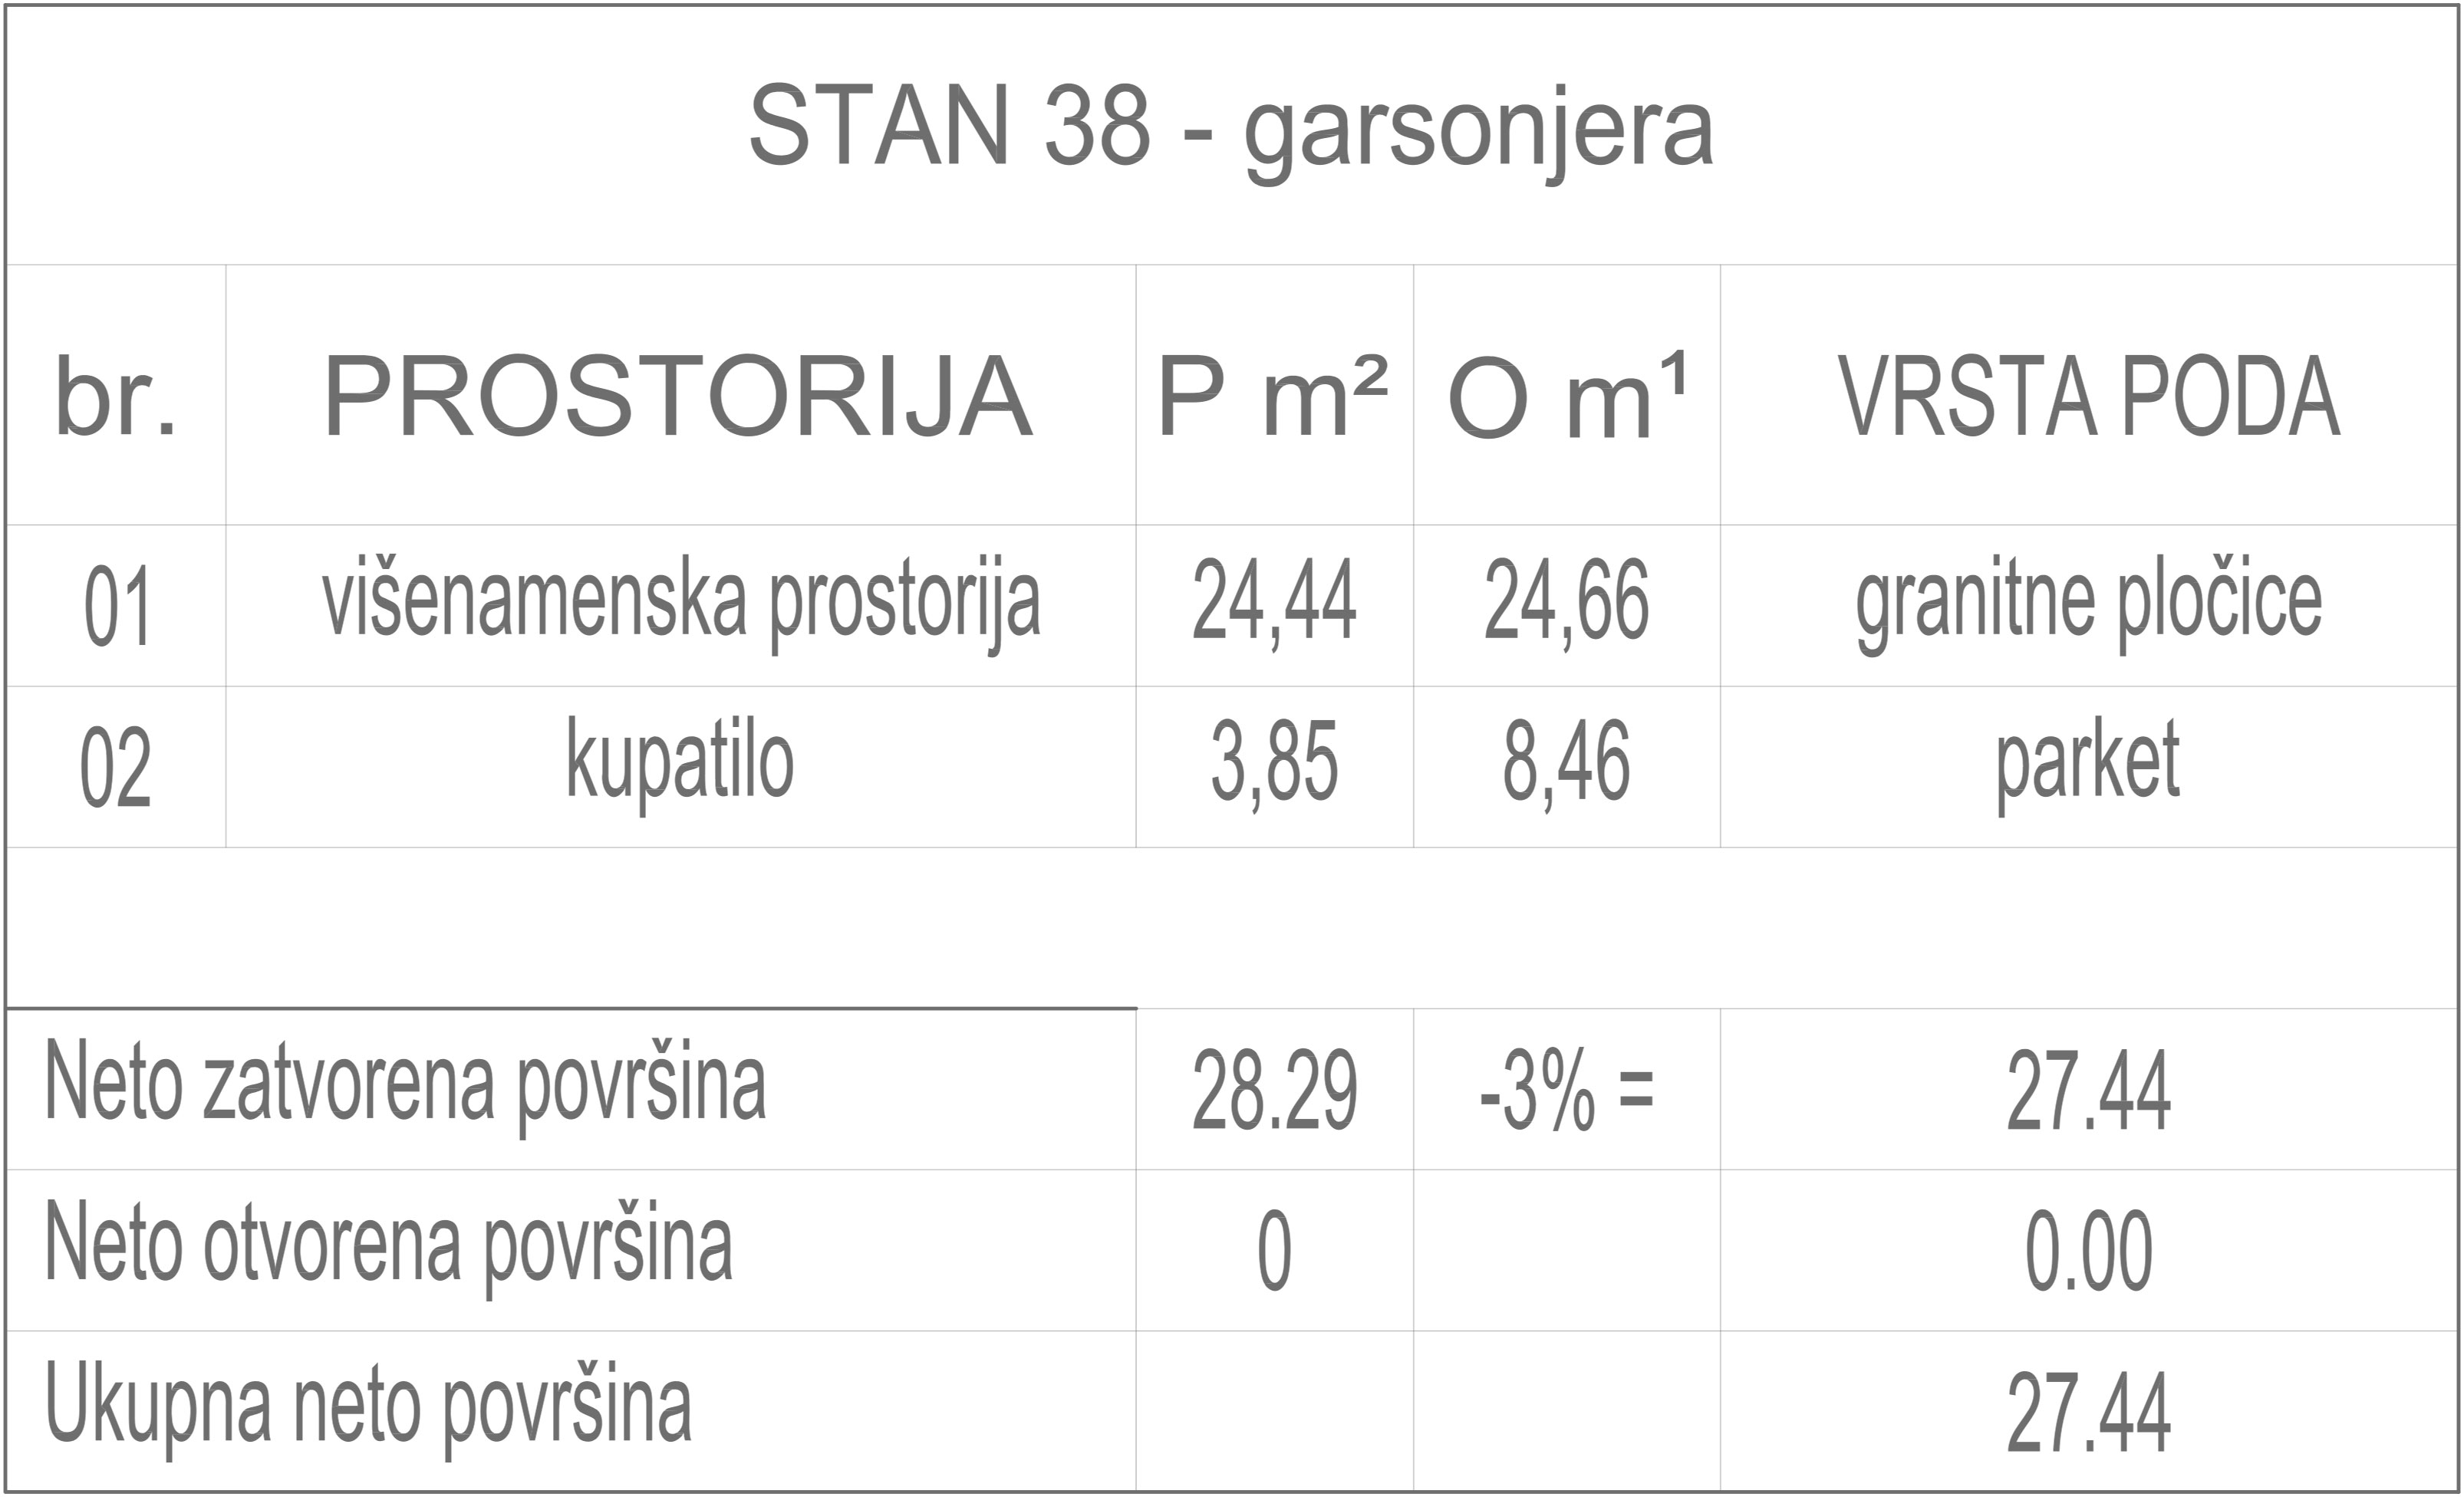 STAN 38 - garsonjera
br. PROSTORIJA P m² O m¹ VRSTA PODA
01 višenamenska prostorija 24,44 24,66 granitne pločice
02 kupatilo 3,85 8,46 parket
Neto zatvorena površina 28.29 -3% = 27.44
Neto otvorena površina 0 0.00
Ukupna neto površina 27.44